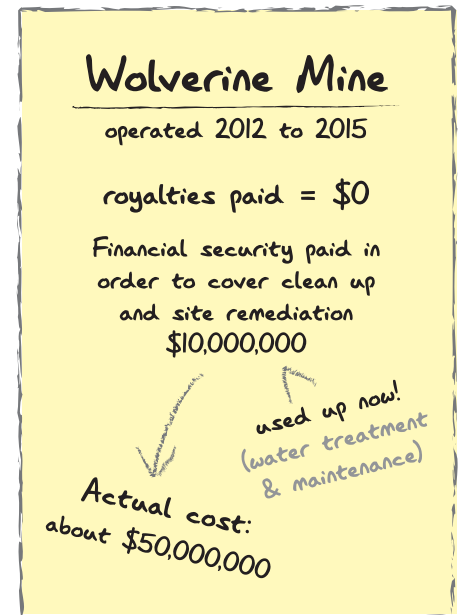 Wolverine Mine
operated 2012 to 2015
royalties paid = $0
Financial security paid in
order to cover clean up
and site remediation
$10,000,000
used up now!
(water treatment
& maintenance)
Actual cost:
about $50,000,000